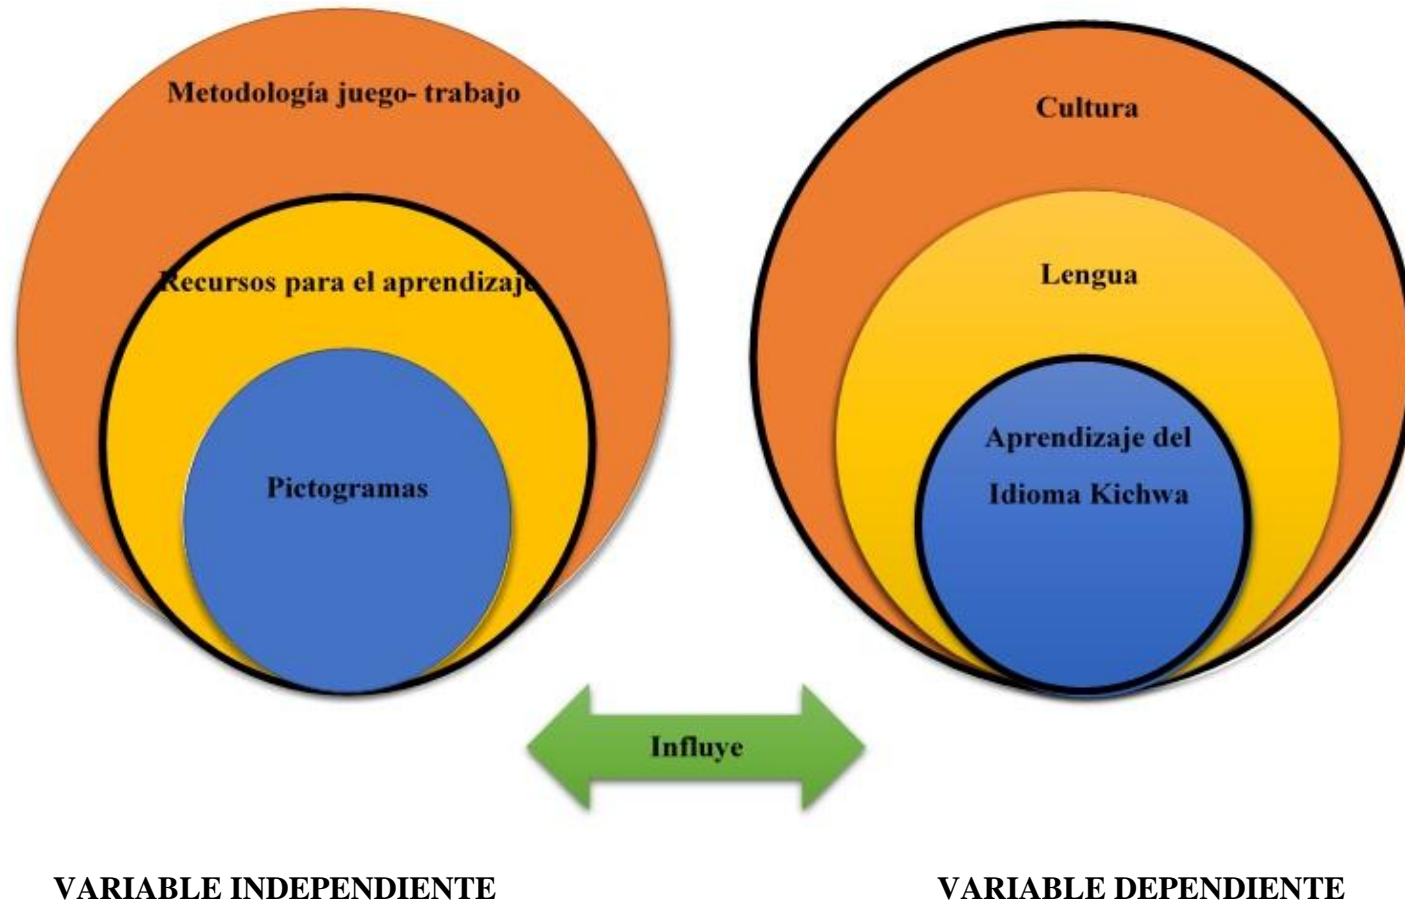 Metodología juego- trabajo
Recursos para el aprendizaje
Pictogramas
Cultura
Lengua
Aprendizaje del
Idioma Kichwa
Influye
VARIABLE INDEPENDIENTE
VARIABLE DEPENDIENTE